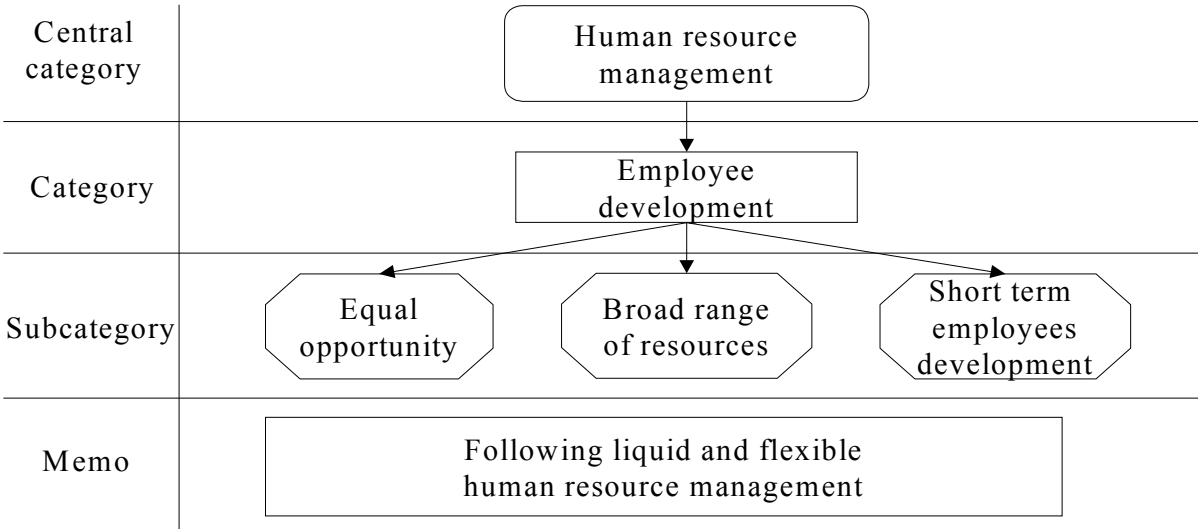 Central
category
Human resource
management
Category
Employee
development
Subcategory
Equal
opportunity
Broad range
of resources
Short term
employees
development
Memo
Following liquid and flexible
human resource management